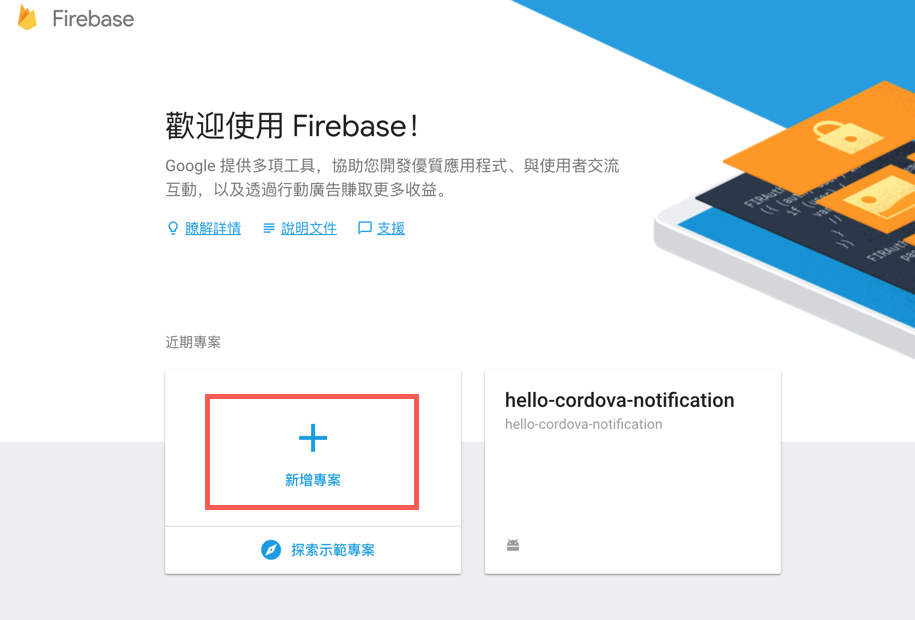 Firebase
歡迎使用 Firebase！
Google 提供多項工具，協助您開發優質應用程式、與使用者交流
互動，以及透過行動廣告賺取更多收益。
瞭解詳情 說明文件 支援
近期專案
新增專案
探索示範專案
hello-cordova-notification
hello-cordova-notification